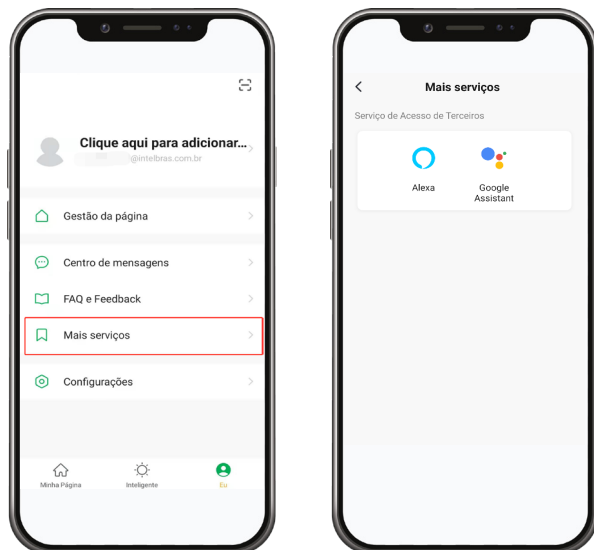 Clique aqui para adicionar...
@intelbras.com.br
Gestão da página
Centro de mensagens
FAQ e Feedback
Mais serviços
Configurações
Minha Página
Inteligente
Eu
Mais serviços
Serviço de Acesso de Terceiros
Alexa
Google
Assistant